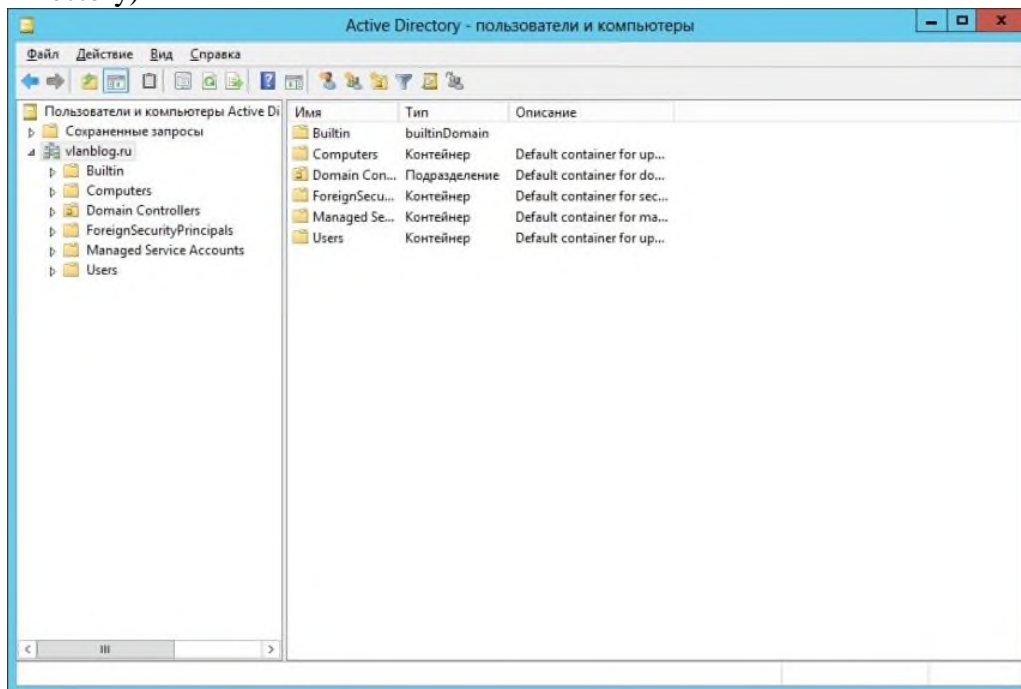 Active Directory - пользователи и компьютеры
Файл Действие Вид Справка
Пользователи и компьютеры Active Di
Сохраненные запросы
vlanblog.ru
Builtin
Computers
Domain Controllers
ForeignSecurityPrincipals
Managed Service Accounts
Users
Имя Тип Описание
Builtin builtinDomain
Computers Контейнер Default container for up...
Domain Con... Подразделение Default container for do...
ForeignSecu... Контейнер Default container for sec...
Managed Se... Контейнер Default container for ma...
Users Контейнер Default container for up...